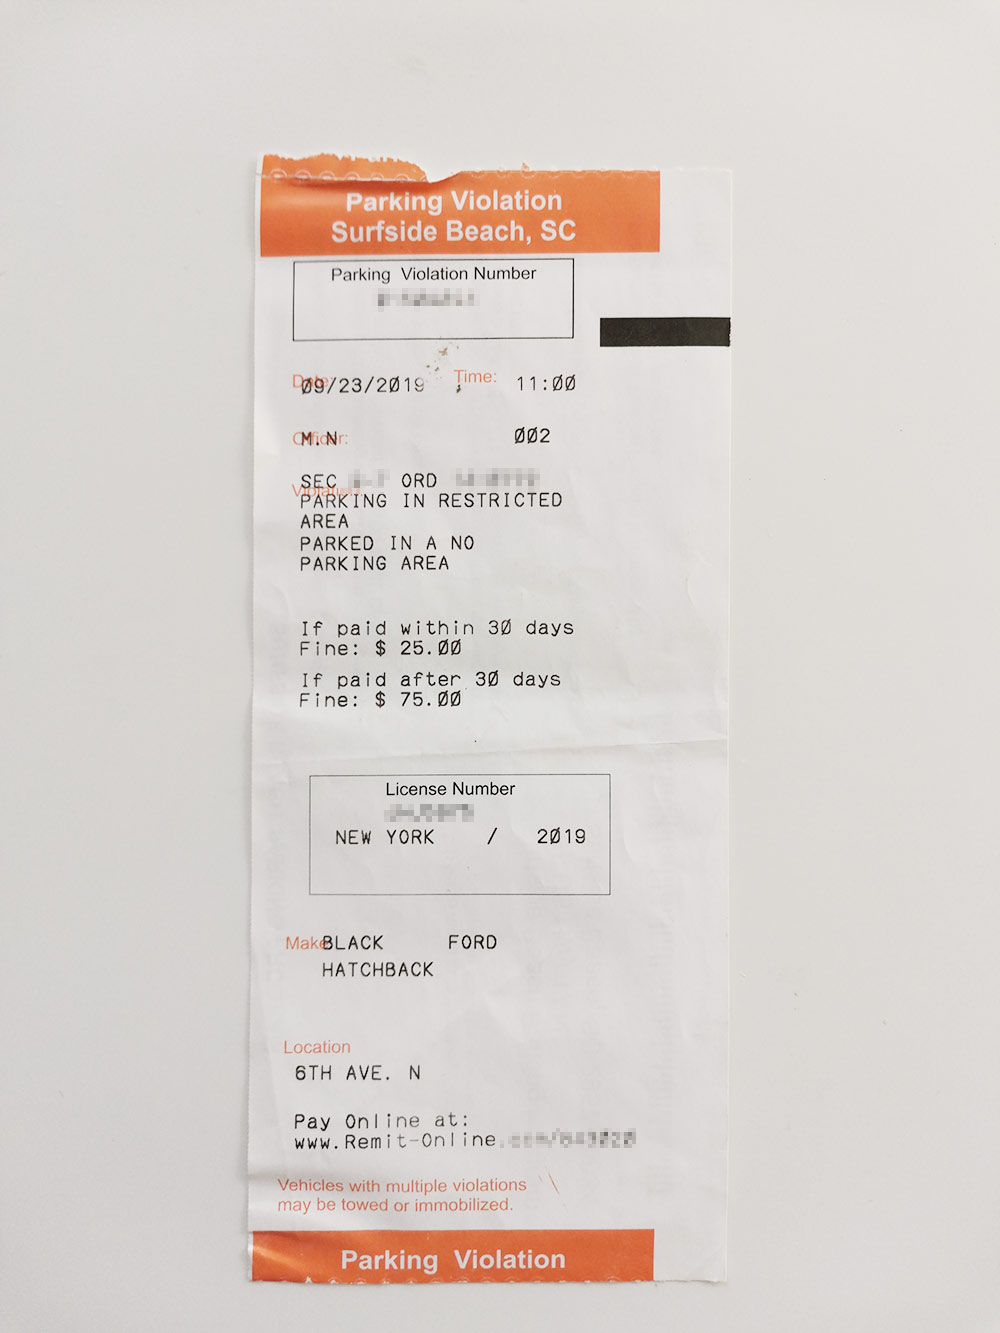 Parking Violation
Surfside Beach, SC
Parking Violation Number
Date: Time:
09/23/2019 11:00
Officer:
M.N 002
SEC ORD
Violation:
PARKING IN RESTRICTED
AREA
PARKED IN A NO
PARKING AREA
If paid within 30 days
Fine: $ 25.00
If paid after 30 days
Fine: $ 75.00
License Number
NEW YORK / 2019
Make BLACK FORD
HATCHBACK
Location
6TH AVE. N
Pay Online at:
www.Remit-Online
Vehicles with multiple violations
may be towed or immobilized.
Parking Violation